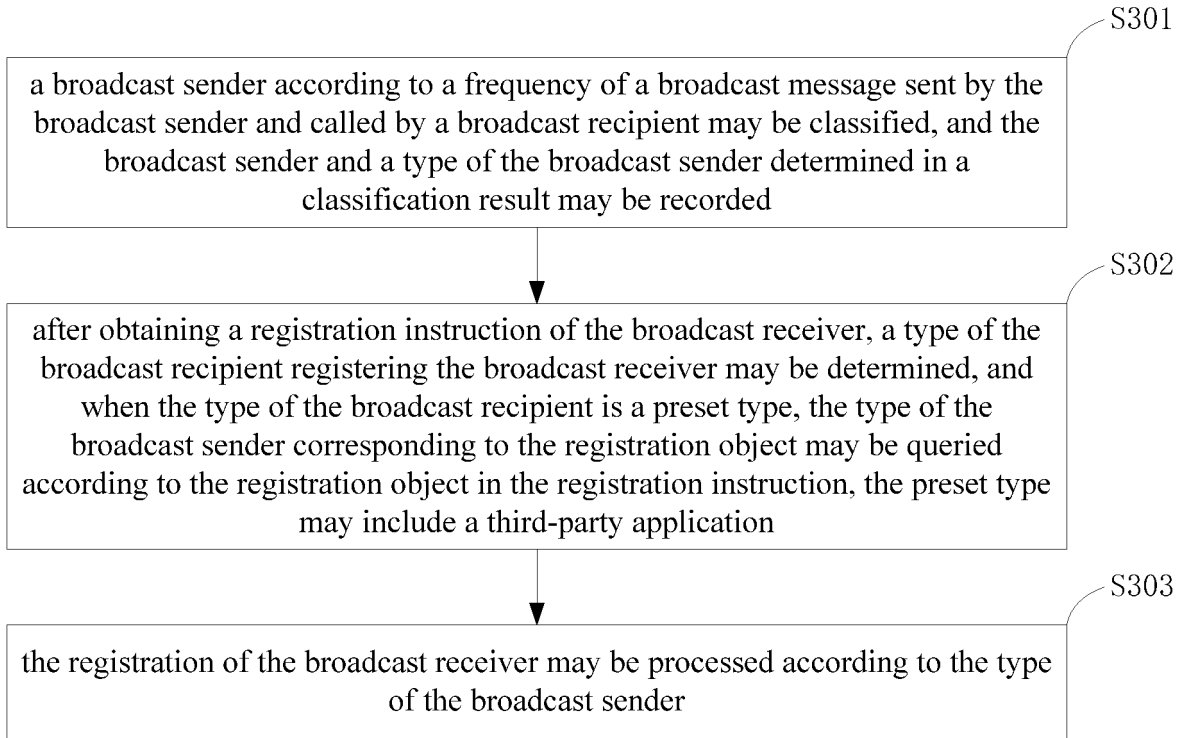 S301
a broadcast sender according to a frequency of a broadcast message sent by the
broadcast sender and called by a broadcast recipient may be classified, and the
broadcast sender and a type of the broadcast sender determined in a
classification result may be recorded
S302
after obtaining a registration instruction of the broadcast receiver, a type of the
broadcast recipient registering the broadcast receiver may be determined, and
when the type of the broadcast recipient is a preset type, the type of the
broadcast sender corresponding to the registration object may be queried
according to the registration object in the registration instruction, the preset type
may include a third-party application
S303
the registration of the broadcast receiver may be processed according to the type
of the broadcast sender